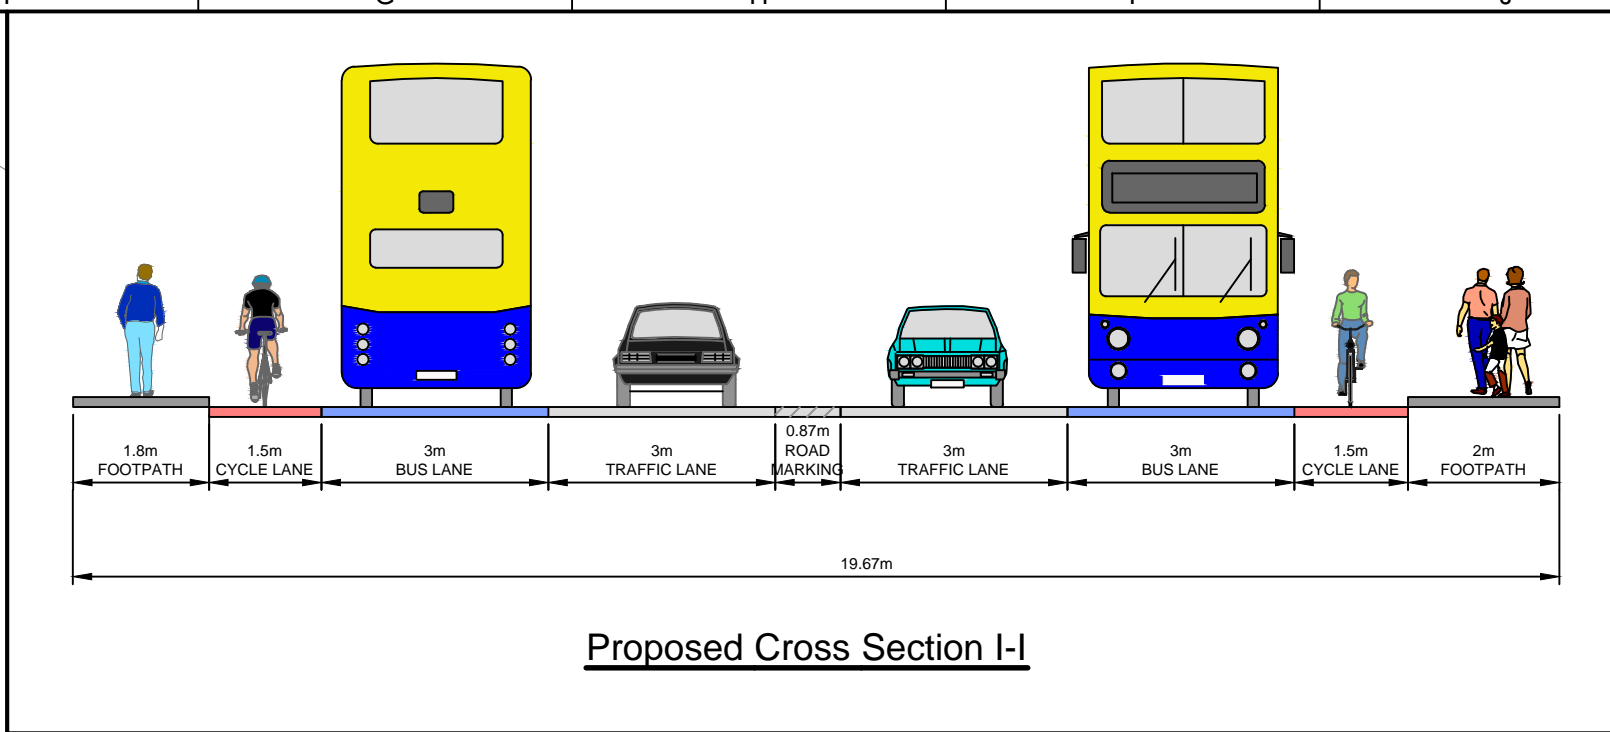 1.8m
FOOTPATH
1.5m
CYCLE LANE
3m
BUS LANE
3m
TRAFFIC LANE
0.87m
ROAD
MARKING
3m
TRAFFIC LANE
3m
BUS LANE
1.5m
CYCLE LANE
2m
FOOTPATH
19.67m
Proposed Cross Section I-I